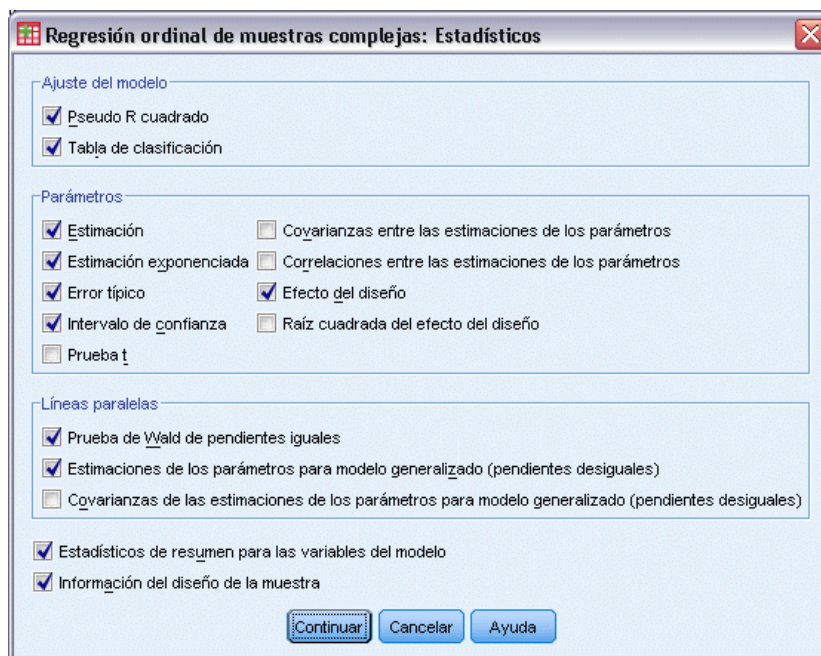 Regresión ordinal de muestras complejas: Estadísticos
Ajuste del modelo
Pseudo R cuadrado
Tabla de clasificación
Parámetros
Estimación
Covarianzas entre las estimaciones de los parámetros
Estimación exponenciada
Correlaciones entre las estimaciones de los parámetros
Error típico
Efecto del diseño
Intervalo de confianza
Raíz cuadrada del efecto del diseño
Prueba t
Líneas paralelas
Prueba de Wald de pendientes iguales
Estimaciones de los parámetros para modelo generalizado (pendientes desiguales)
Covarianzas de las estimaciones de los parámetros para modelo generalizado (pendientes desiguales)
Estadísticos de resumen para las variables del modelo
Información del diseño de la muestra
Continuar Cancelar Ayuda